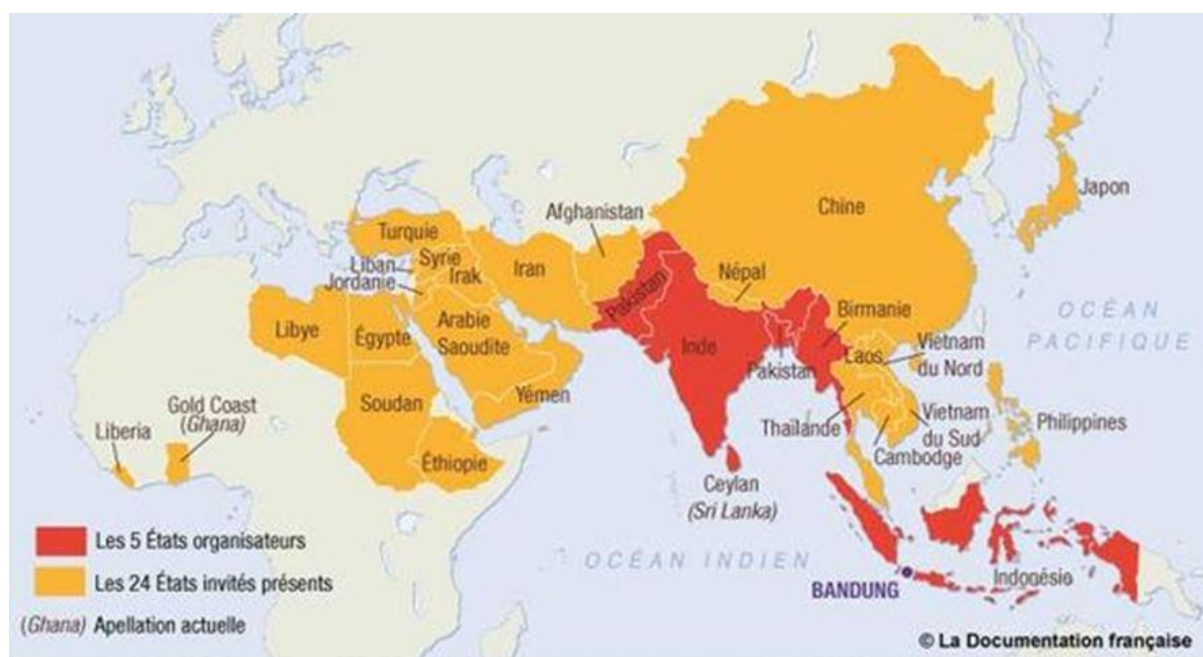 Japon
Chine
Afghanistan
Turquie
Syrie
Liban
Irak
Jordanie
Iran
Népal
Pakistan
OCÉAN
PACIFIQUE
Birmanie
Libye
Égypte
Arabie
Saoudite
Inde
Laos
Viêtnam
du Nord
Pakistan
Yémen
Soudan
Gold Coast
(Ghana)
Liberia
Thaïlande
Vietnam
du Sud
Philippines
Cambodge
Éthiopie
Ceylan
(Sri Lanka)
Les 5 États organisateurs
OCÉAN INDIEN
Les 24 États invités présents
BANDUNG
Indogésio
(Ghana) Apellation actuelle
© La Documentation française